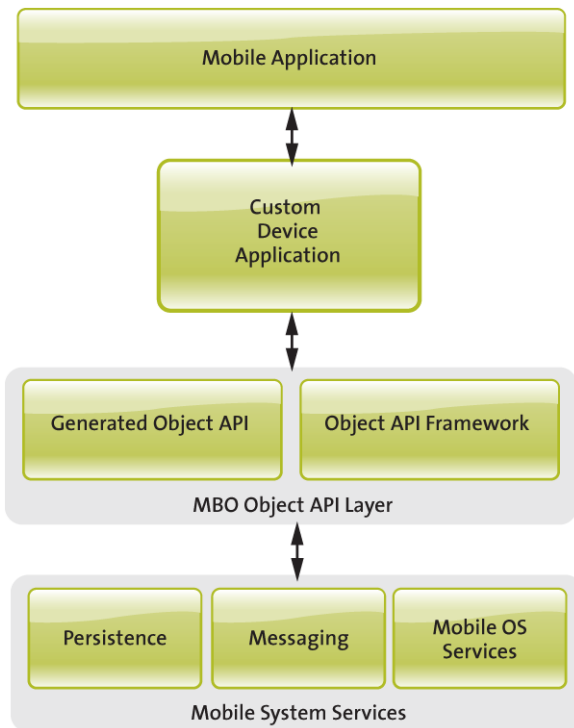 Mobile Application
Custom
Device
Application
Generated Object API
Object API Framework
MBO Object API Layer
Persistence
Messaging
Mobile OS
Services
Mobile System Services